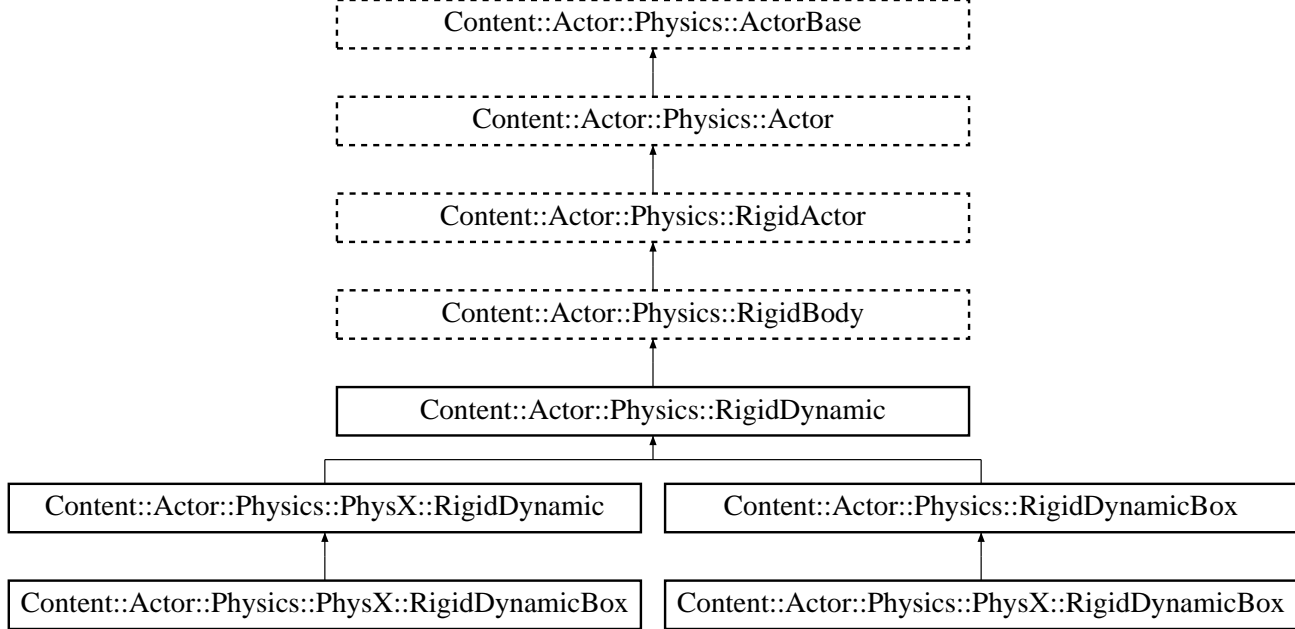 Content::Actor::Physics::ActorBase
Content::Actor::Physics::Actor
Content::Actor::Physics::RigidActor
Content::Actor::Physics::RigidBody
Content::Actor::Physics::RigidDynamic
Content::Actor::Physics::PhysX::RigidDynamic
Content::Actor::Physics::RigidDynamicBox
Content::Actor::Physics::PhysX::RigidDynamicBox
Content::Actor::Physics::PhysX::RigidDynamicBox